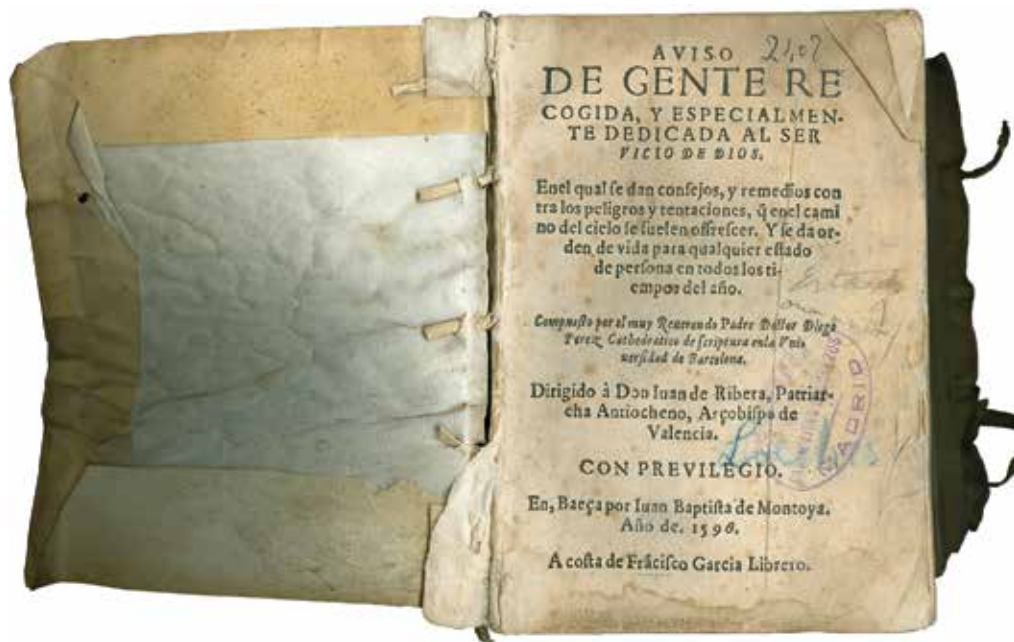 AVISO
DE GENTE RE
COGIDA, Y ESPECIALMEN-
TE DEDICADA AL SER
VICIO DE DIOS.
Enel qual ſe dan conſejos, y remedios con
tra los peligros y tentaciones, q̃ enel cami
no del cielo ſe ſuelen offreſcer. Y ſe da or-
den de vida para qualquier eſtado
de perſona en todos los ti-
empos del año.
Compueſto por el muy Reuerendo Padre Doctor Diego
Perez, Cathedratico de ſcriptura enla Vni
uerſidad de Barcelona.
Dirigido à Don Iuan de Ribera, Patriar-
cha Antiocheno, Arçobiſpo de
Valencia.
MADRID
CON PREVILEGIO.
En, Baeça por Iuan Baptiſta de Montoya.
Año de. 1596.
A coſta de Frãciſco Garcia Librero.